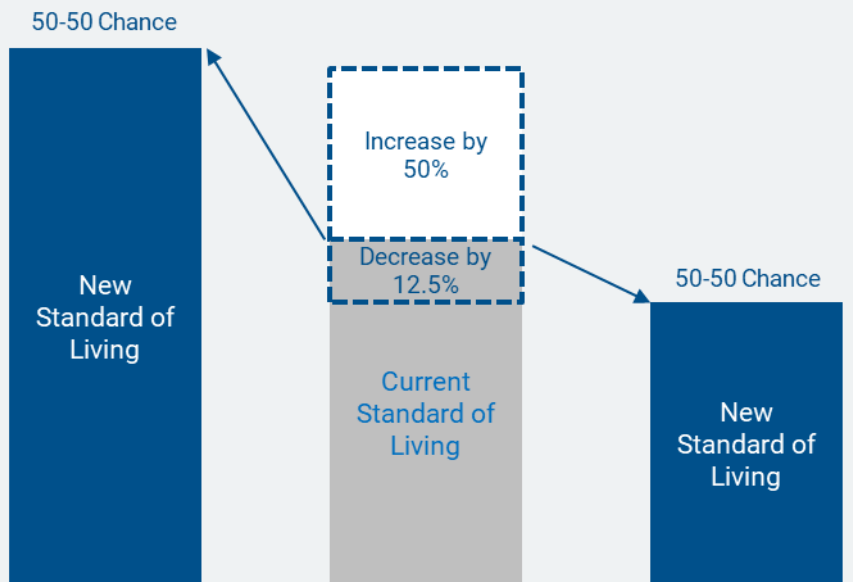 50-50 Chance
New
Standard of
Living
Increase by
50%
Decrease by
12.5%
Current
Standard of
Living
50-50 Chance
New
Standard of
Living